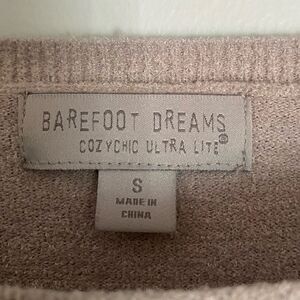 BAREFOOT DREAMS
COZYCHIC ULTRA LITE®
S
MADE IN
CHINA